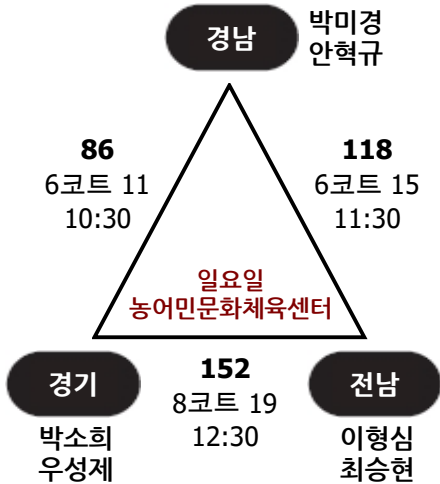 경남
박미경
안혁규
86
6코트 11
10:30
118
6코트 15
11:30
일요일
농어민문화체육센터
경기
박소희
우성제
152
8코트 19
12:30
전남
이형심
최승현